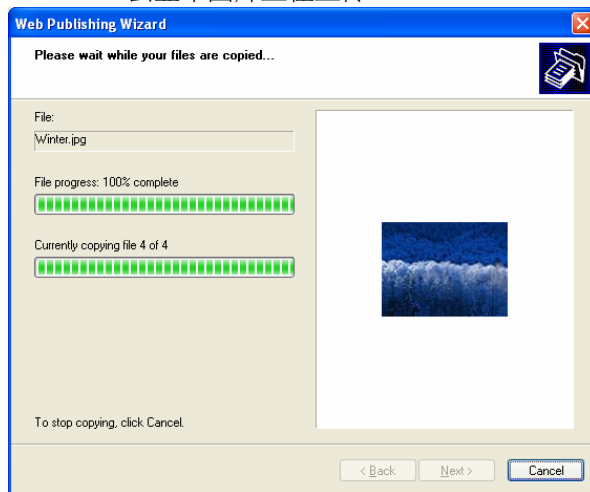 Web Publishing Wizard
Please wait while your files are copied...
File:
Winter.jpg
File progress: 100% complete
Currently copying file 4 of 4
To stop copying, click Cancel.
< Back
Next >
Cancel